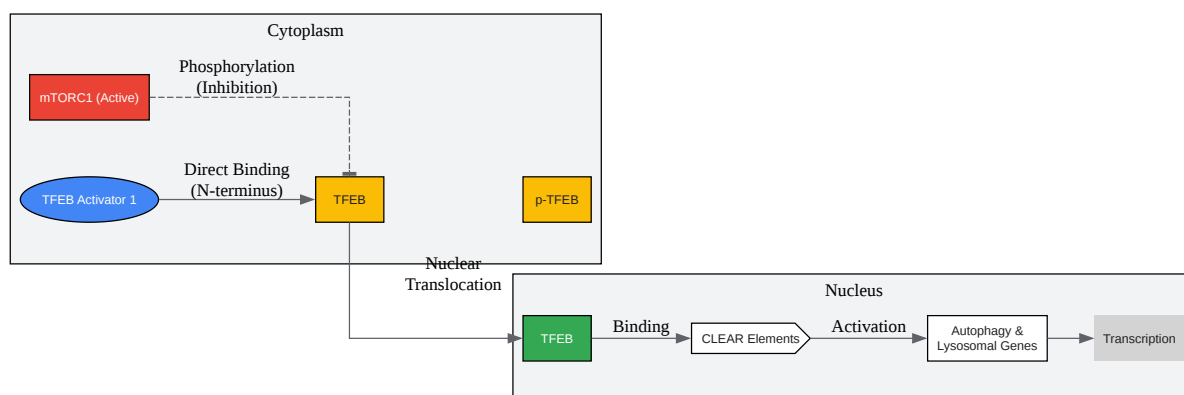 Cytoplasm
Phosphorylation
(Inhibition)
mTORC1 (Active)
Direct Binding
(N-terminus)
TFEB Activator 1
TFEB
p-TFEB
Nuclear
Translocation
Nucleus
TFEB
Binding
CLEAR Elements
Activation
Autophagy &
Lysosomal Genes
Transcription